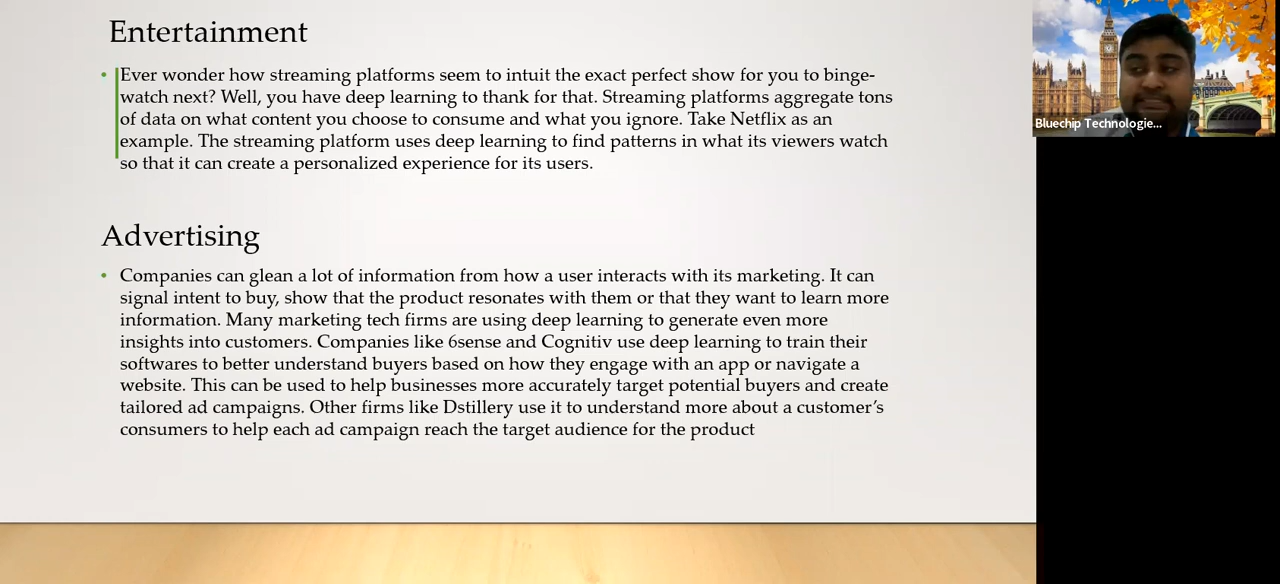 Entertainment
• Ever wonder how streaming platforms seem to intuit the exact perfect show for you to binge-
watch next? Well, you have deep learning to thank for that. Streaming platforms aggregate tons
of data on what content you choose to consume and what you ignore. Take Netflix as an
example. The streaming platform uses deep learning to find patterns in what its viewers watch
so that it can create a personalized experience for its users.
Advertising
• Companies can glean a lot of information from how a user interacts with its marketing. It can
signal intent to buy, show that the product resonates with them or that they want to learn more
information. Many marketing tech firms are using deep learning to generate even more
insights into customers. Companies like 6sense and Cognitiv use deep learning to train their
softwares to better understand buyers based on how they engage with an app or navigate a
website. This can be used to help businesses more accurately target potential buyers and create
tailored ad campaigns. Other firms like Dstillery use it to understand more about a customer’s
consumers to help each ad campaign reach the target audience for the product
Bluechip Technologie...